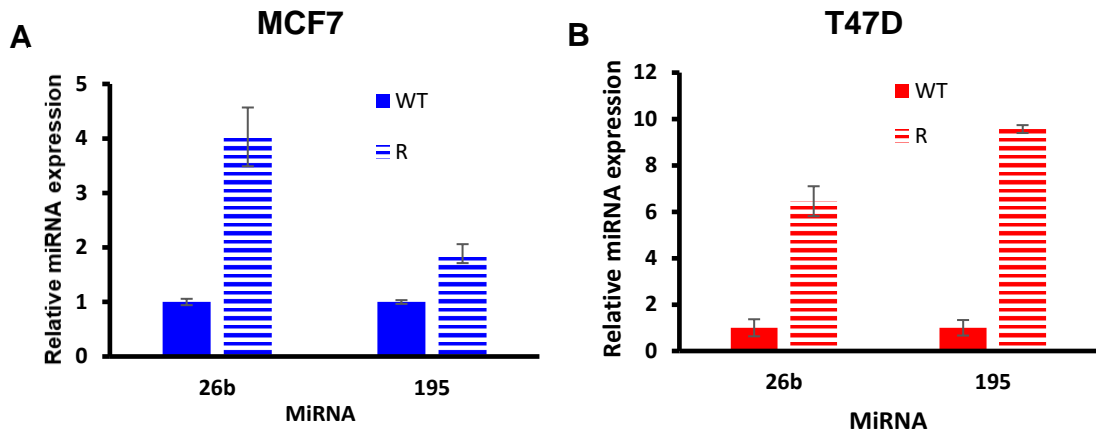 A
MCF7
Relative miRNA expression
5
4
3
2
1
0
WT
R
26b
195
MiRNA
B
T47D
Relative miRNA expression
12
10
8
6
4
2
0
WT
R
26b
195
MiRNA